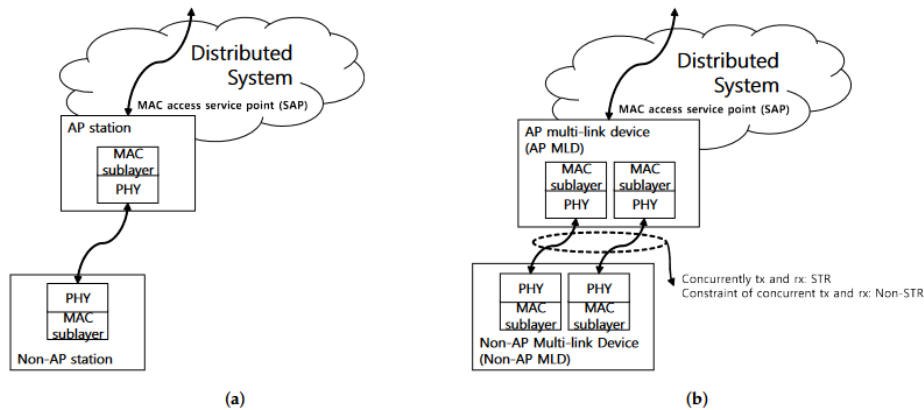 Distributed
System
MAC access service point (SAP)
AP station
MAC
sublayer
PHY
PHY
MAC
sublayer
Non-AP station
(a)
Distributed
System
MAC access service point (SAP)
AP multi-link device
(AP MLD)
MAC
sublayer
PHY
MAC
sublayer
PHY
Concurrently tx and rx: STR
Constraint of concurrent tx and rx: Non-STR
PHY
MAC
sublayer
PHY
MAC
sublayer
Non-AP Multi-link Device
(Non-AP MLD)
(b)